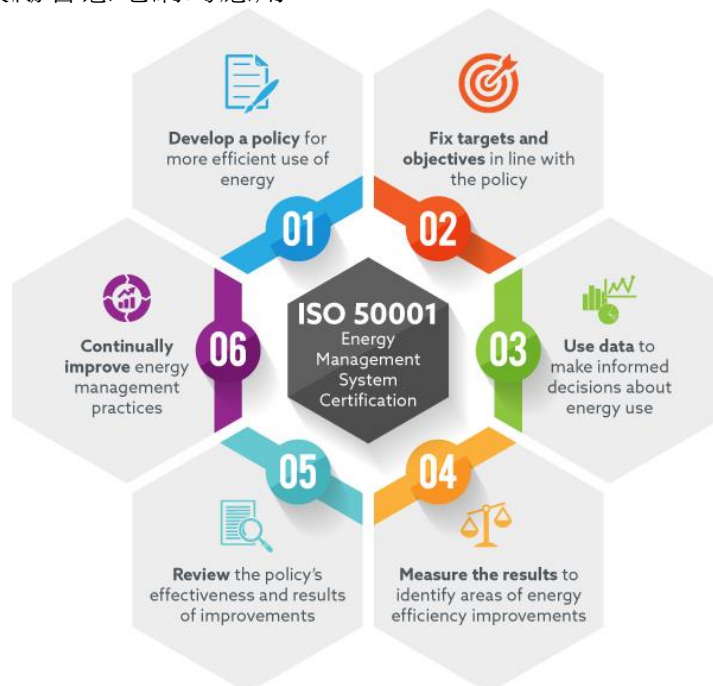 Develop a policy for
more efficient use of
energy
01
Fix targets and
objectives in line with
the policy
02
Use data to
make informed
decisions about
energy use
03
Measure the results to
identify areas of energy
efficiency improvements
04
Review the policy's
effectiveness and results
of improvements
05
Continually
improve energy
management
practices
06
ISO 50001
Energy
Management
System
Certification